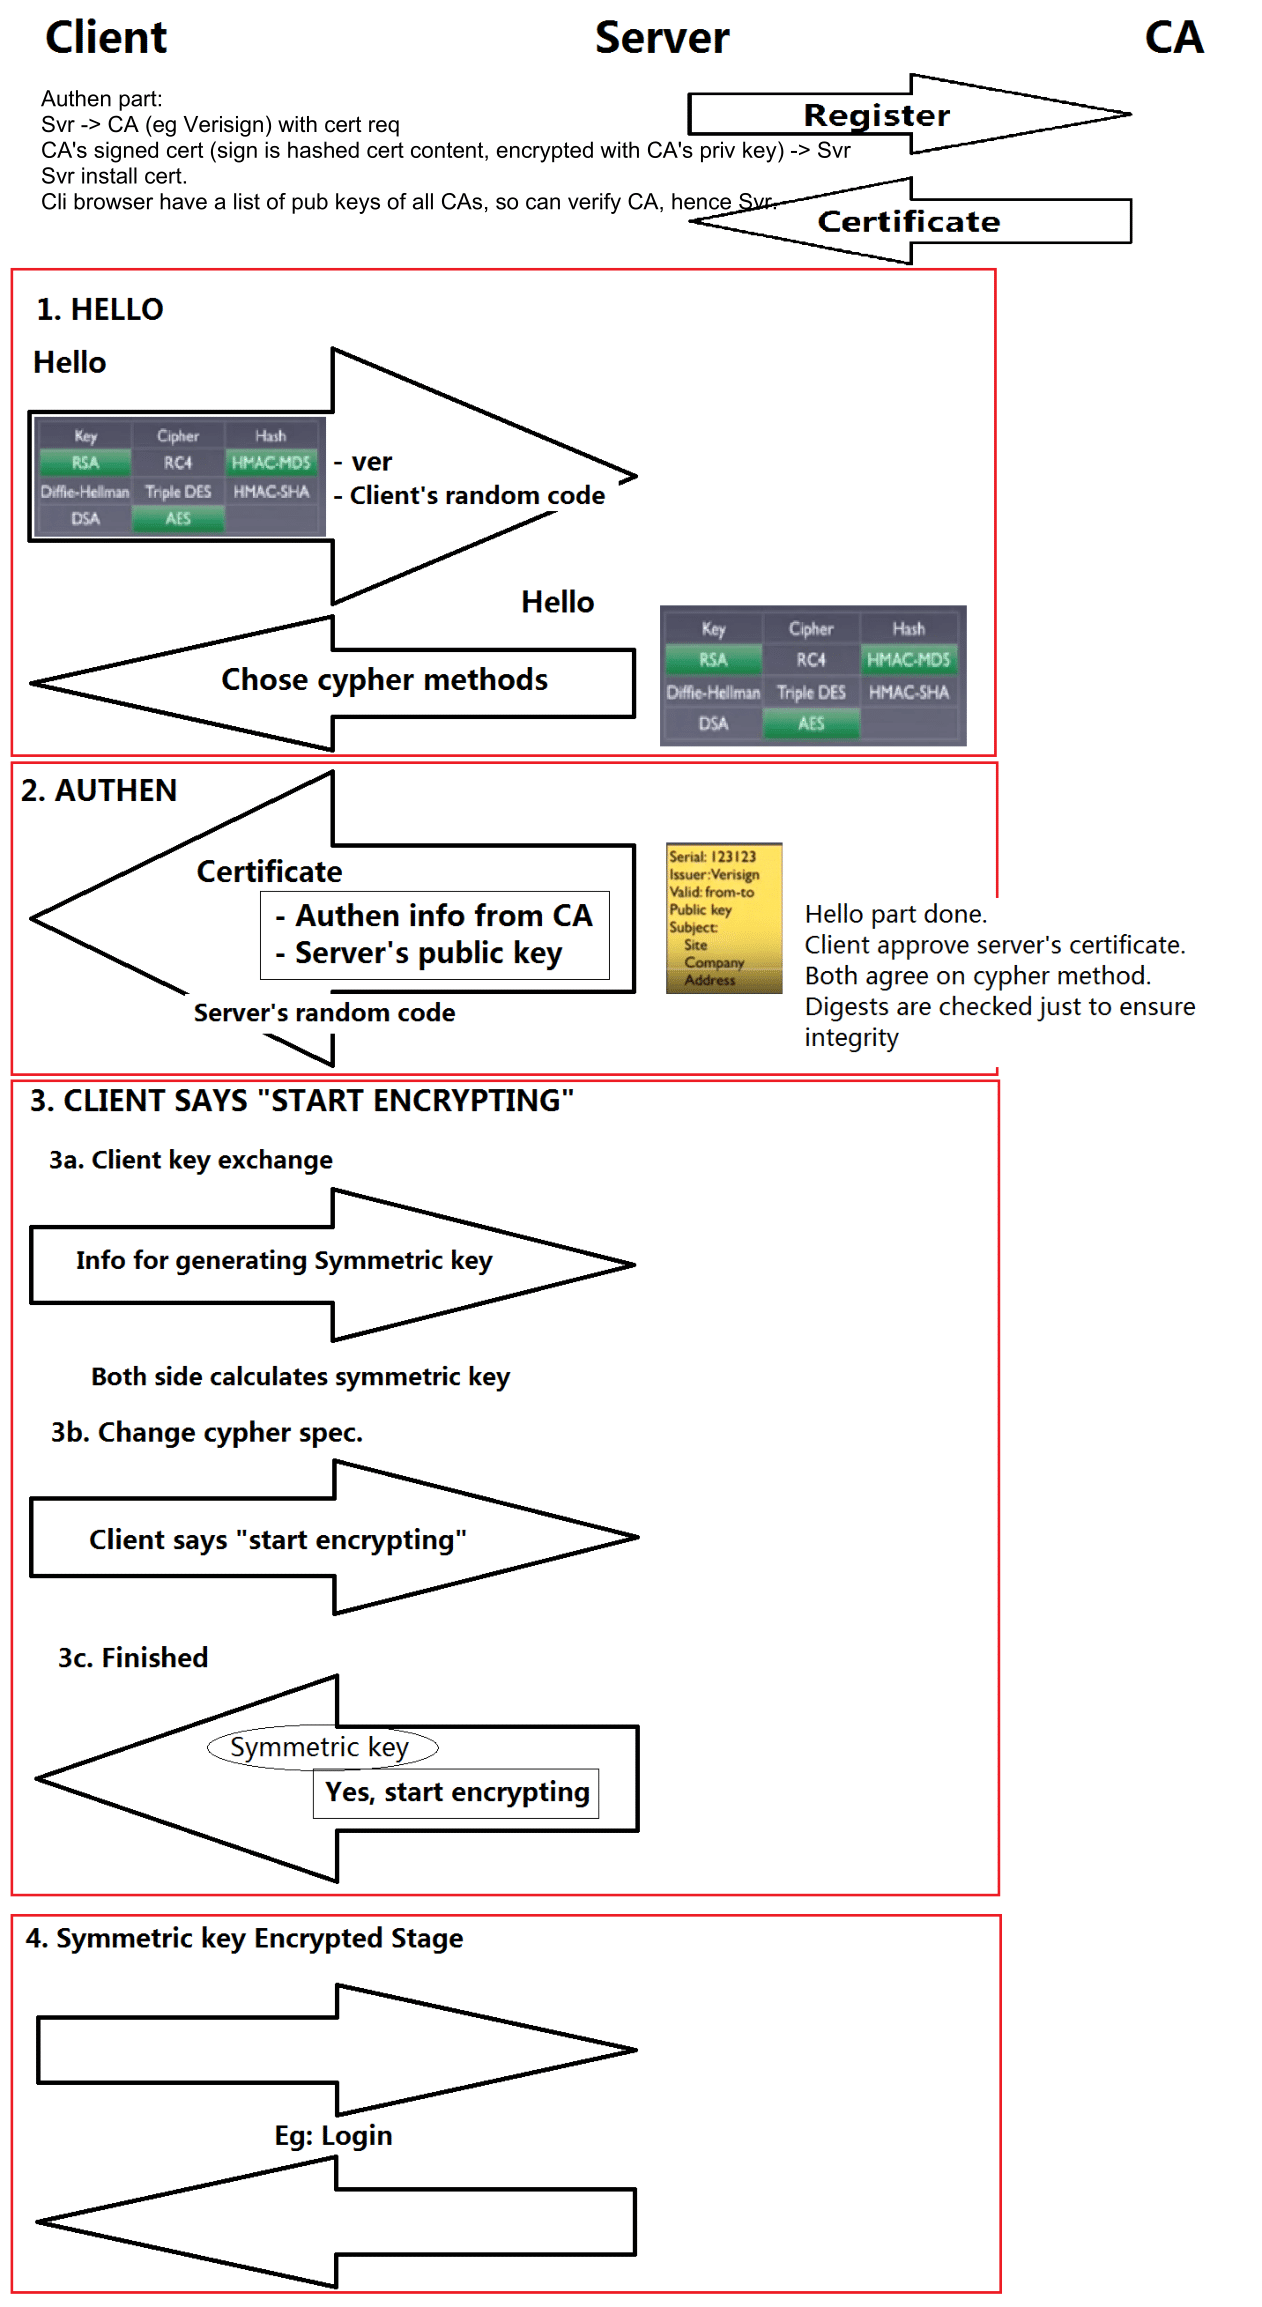 Client
Server
CA
Authen part:
Svr -> CA (eg Verisign) with cert req
CA's signed cert (sign is hashed cert content, encrypted with CA's priv key) -> Svr
Svr install cert.
Cli browser have a list of pub keys of all CAs, so can verify CA, hence Svr.
Register
Certificate
1. HELLO
Hello
Key Cipher Hash
RSA RC4 HMAC-MD5
Diffie-Hellman Triple DES HMAC-SHA
DSA AES
- ver
- Client's random code
Hello
Chose cypher methods
Key Cipher Hash
RSA RC4 HMAC-MD5
Diffie-Hellman Triple DES HMAC-SHA
DSA AES
2. AUTHEN
Certificate
- Authen info from CA
- Server's public key
Server's random code
Serial: 123123
Issuer:Verisign
Valid: from-to
Public key
Subject:
Site
Company
Address
Hello part done.
Client approve server's certificate.
Both agree on cypher method.
Digests are checked just to ensure
integrity
3. CLIENT SAYS "START ENCRYPTING"
3a. Client key exchange
Info for generating Symmetric key
Both side calculates symmetric key
3b. Change cypher spec.
Client says "start encrypting"
3c. Finished
Symmetric key
Yes, start encrypting
4. Symmetric key Encrypted Stage
Eg: Login